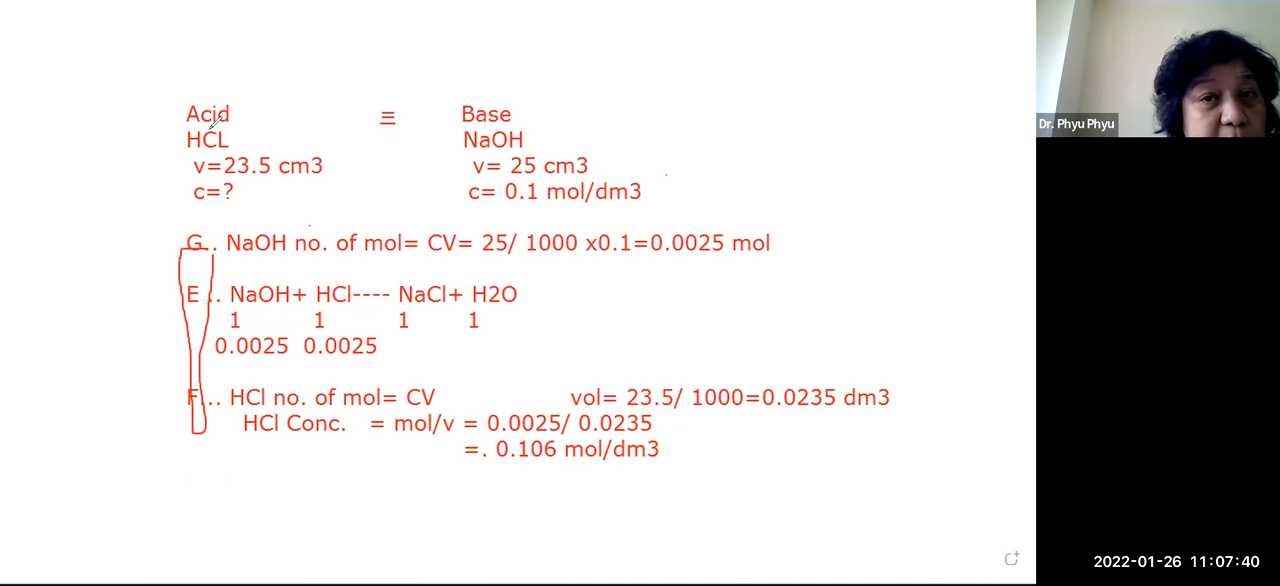 Acid ≡ Base
HCL NaOH
v=23.5 cm3 v= 25 cm3
c=? c= 0.1 mol/dm3
G.. NaOH no. of mol= CV= 25/ 1000 x0.1=0.0025 mol
E .. NaOH+ HCl---- NaCl+ H2O
1 1 1 1
0.0025 0.0025
F... HCl no. of mol= CV vol= 23.5/ 1000=0.0235 dm3
HCl Conc. = mol/v = 0.0025/ 0.0235
=. 0.106 mol/dm3
Dr. Phyu Phyu
2022-01-26 11:07:40